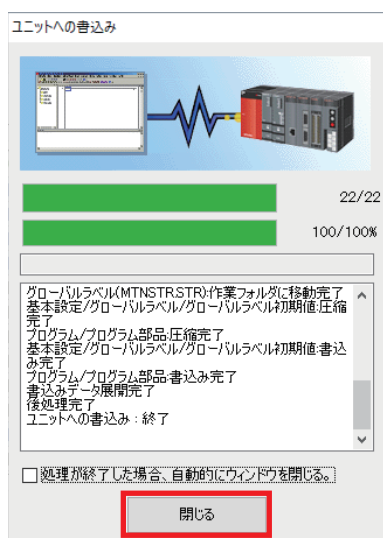 ユニットへの書込み
22/22
100/100%
グローバルラベル(MTNSTR.STR):作業フォルダに移動完了
基本設定/グローバルラベル/グローバルラベル初期値:圧縮
完了
プログラム/プログラム部品:圧縮完了
基本設定/グローバルラベル/グローバルラベル初期値:書込
み完了
プログラム/プログラム部品:書込み完了
書込みデータ展開完了
後処理完了
ユニットへの書込み : 終了
処理が終了した場合、自動的にウィンドウを閉じる。
閉じる